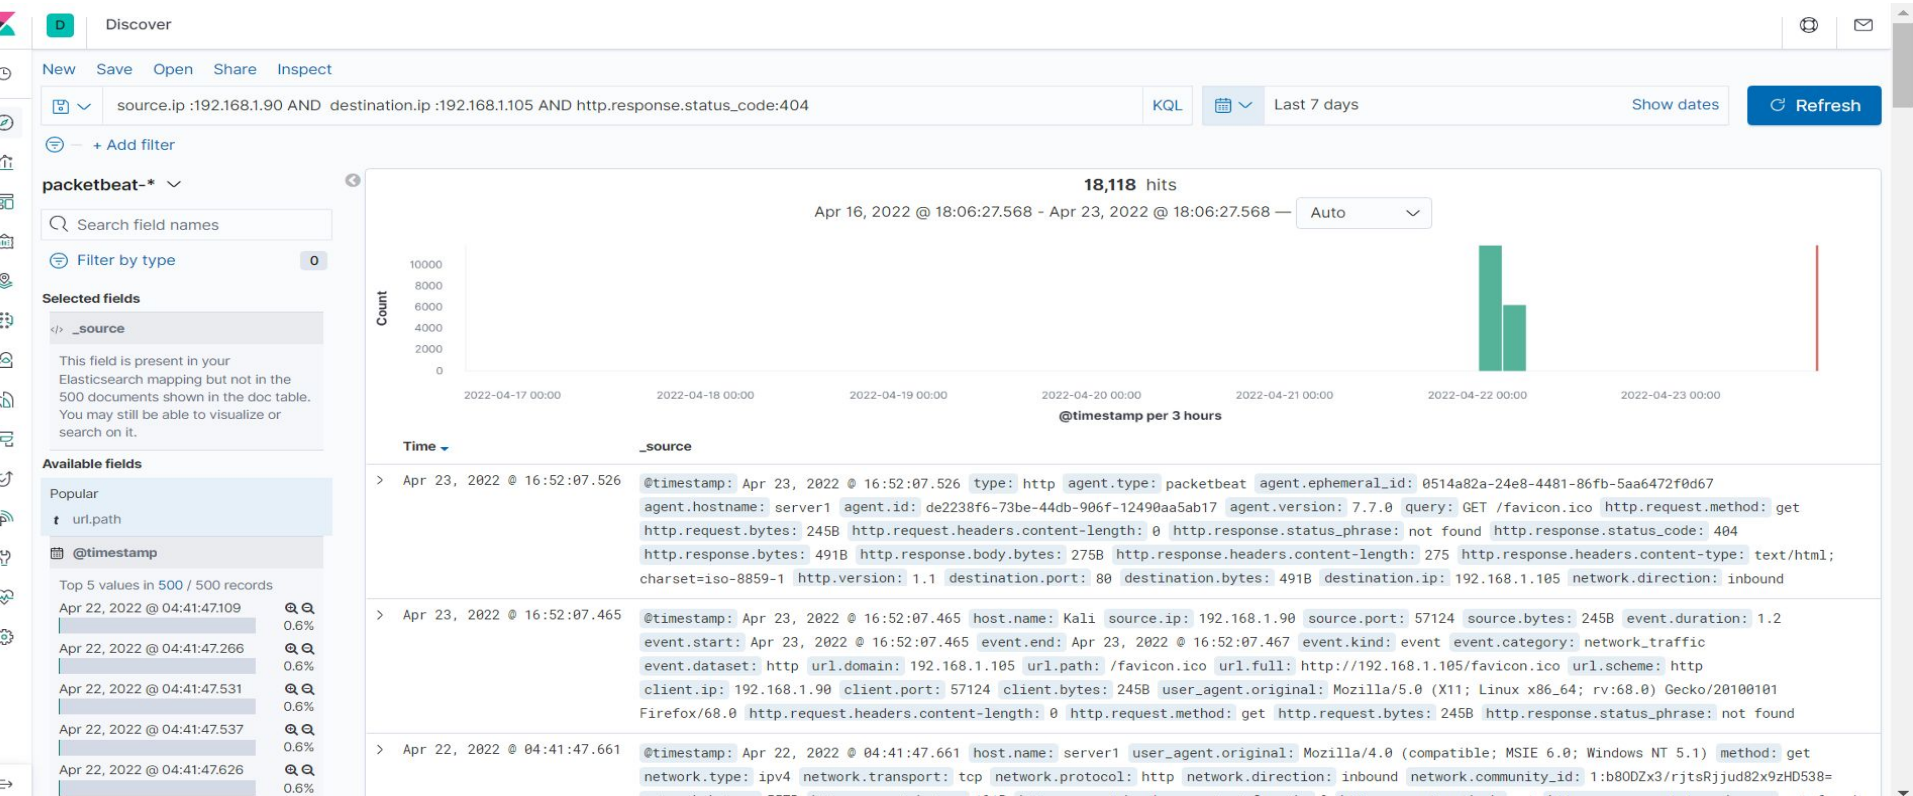 D Discover
New Save Open Share Inspect
source.ip :192.168.1.90 AND destination.ip :192.168.1.105 AND http.response.status_code:404 KQL Last 7 days Show dates Refresh
+ Add filter
packetbeat-*
Search field names
Filter by type 0
Selected fields
</> _source
This field is present in your
Elasticsearch mapping but not in the
500 documents shown in the doc table.
You may still be able to visualize or
search on it.
Available fields
Popular
t url.path
@timestamp
Top 5 values in 500 / 500 records
Apr 22, 2022 @ 04:41:47.109
0.6%
Apr 22, 2022 @ 04:41:47.266
0.6%
Apr 22, 2022 @ 04:41:47.531
0.6%
Apr 22, 2022 @ 04:41:47.537
0.6%
Apr 22, 2022 @ 04:41:47.626
0.6%
18,118 hits
Apr 16, 2022 @ 18:06:27.568 - Apr 23, 2022 @ 18:06:27.568 — Auto
Count
10000
8000
6000
4000
2000
0
2022-04-17 00:00 2022-04-18 00:00 2022-04-19 00:00 2022-04-20 00:00 2022-04-21 00:00 2022-04-22 00:00 2022-04-23 00:00
@timestamp per 3 hours
Time _source
> Apr 23, 2022 @ 16:52:07.526 @timestamp: Apr 23, 2022 @ 16:52:07.526 type: http agent.type: packetbeat agent.ephemeral_id: 0514a82a-24e8-4481-86fb-5aa6472f0d67
agent.hostname: server1 agent.id: de2238f6-73be-44db-906f-12490aa5ab17 agent.version: 7.7.0 query: GET /favicon.ico http.request.method: get
http.request.bytes: 245B http.request.headers.content-length: 0 http.response.status_phrase: not found http.response.status_code: 404
http.response.bytes: 491B http.response.body.bytes: 275B http.response.headers.content-length: 275 http.response.headers.content-type: text/html;
charset=iso-8859-1 http.version: 1.1 destination.port: 80 destination.bytes: 491B destination.ip: 192.168.1.105 network.direction: inbound
> Apr 23, 2022 @ 16:52:07.465 @timestamp: Apr 23, 2022 @ 16:52:07.465 host.name: Kali source.ip: 192.168.1.90 source.port: 57124 source.bytes: 245B event.duration: 1.2
event.start: Apr 23, 2022 @ 16:52:07.465 event.end: Apr 23, 2022 @ 16:52:07.467 event.kind: event event.category: network_traffic
event.dataset: http url.domain: 192.168.1.105 url.path: /favicon.ico url.full: http://192.168.1.105/favicon.ico url.scheme: http
client.ip: 192.168.1.90 client.port: 57124 client.bytes: 245B user_agent.original: Mozilla/5.0 (X11; Linux x86_64; rv:68.0) Gecko/20100101
Firefox/68.0 http.request.headers.content-length: 0 http.request.method: get http.request.bytes: 245B http.response.status_phrase: not found
> Apr 22, 2022 @ 04:41:47.661 @timestamp: Apr 22, 2022 @ 04:41:47.661 host.name: server1 user_agent.original: Mozilla/4.0 (compatible; MSIE 6.0; Windows NT 5.1) method: get
network.type: ipv4 network.transport: tcp network.protocol: http network.direction: inbound network.community_id: 1:b8ODZx3/rjtsRjjud82x9zHD538=